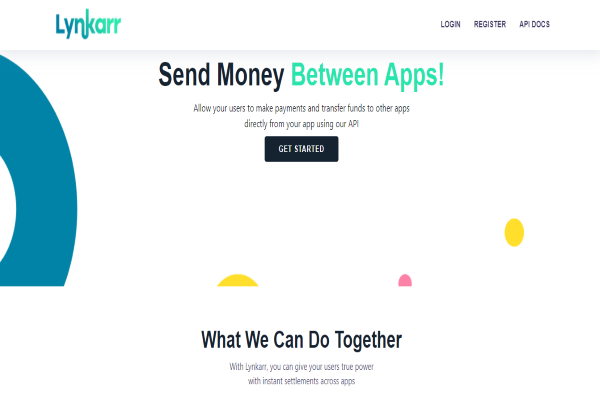 Lynkarr
LOGIN REGISTER API DOCS
Send Money Between Apps!
Allow your users to make payments and transfer funds to other apps
directly from your app using our API
GET STARTED
What We Can Do Together
With Lynkarr, you can give your users true power
with instant settlements across apps